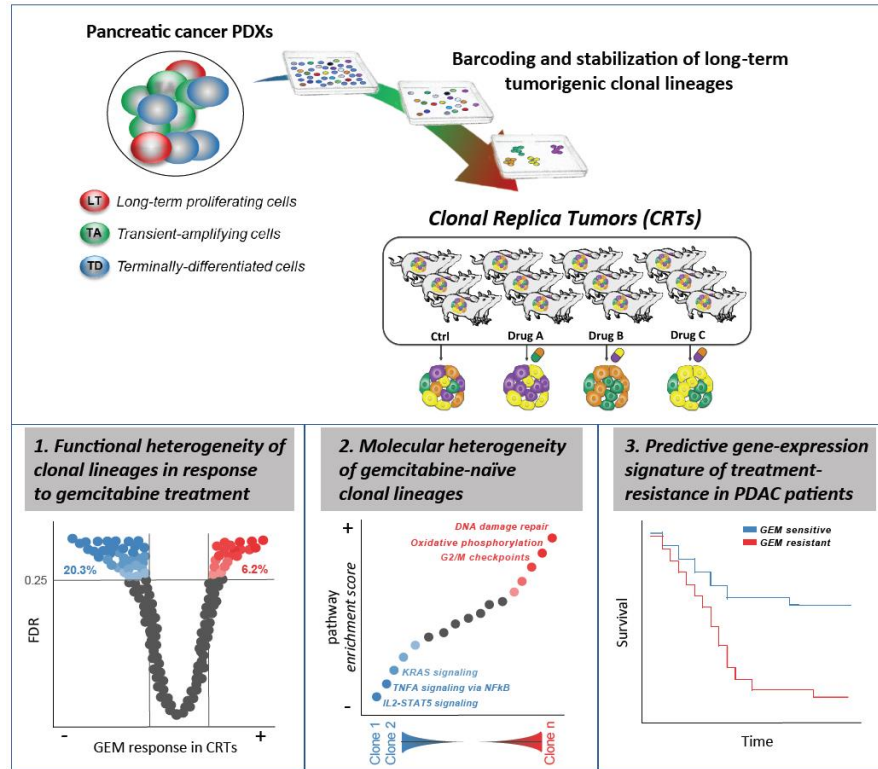 Pancreatic cancer PDXs
Barcoding and stabilization of long-term
tumorigenic clonal lineages
TA
LT Long-term proliferating cells
TA Transient-amplifying cells
TD Terminally-differentiated cells
Clonal Replica Tumors (CRTs)
Ctrl Drug A Drug B Drug C
1. Functional heterogeneity of
clonal lineages in response
to gemcitabine treatment
20.3%
6.2%
0.25
FDR
- GEM response in CRTs +
2. Molecular heterogeneity
of gemcitabine-naïve
clonal lineages
+
DNA damage repair
Oxidative phosphorylation
G2/M checkpoints
pathway
enrichment score
KRAS signaling
TNFA signaling via NFkB
IL2-STAT5 signaling
-
Clone 1
Clone 2
Clone n
3. Predictive gene-expression
signature of treatment-
resistance in PDAC patients
GEM sensitive
GEM resistant
Survival
Time